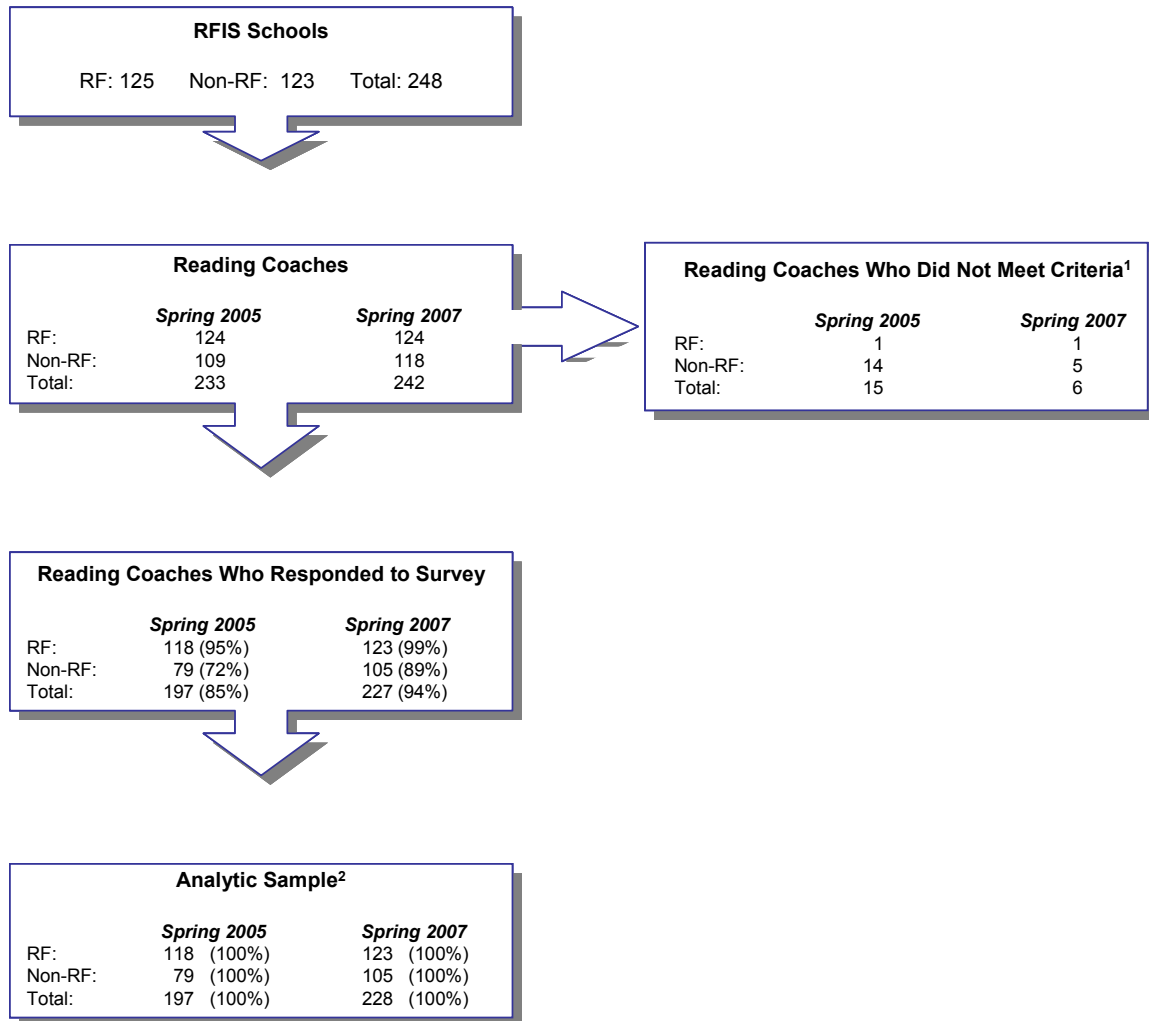 RFIS Schools
RF: 125 Non-RF: 123 Total: 248
Reading Coaches
Spring 2005 Spring 2007
RF: 124 124
Non-RF: 109 118
Total: 233 242
Reading Coaches Who Did Not Meet Criteria1
Spring 2005 Spring 2007
RF: 1 1
Non-RF: 14 5
Total: 15 6
Reading Coaches Who Responded to Survey
Spring 2005 Spring 2007
RF: 118 (95%) 123 (99%)
Non-RF: 79 (72%) 105 (89%)
Total: 197 (85%) 227 (94%)
Analytic Sample2
Spring 2005 Spring 2007
RF: 118 (100%) 123 (100%)
Non-RF: 79 (100%) 105 (100%)
Total: 197 (100%) 228 (100%)